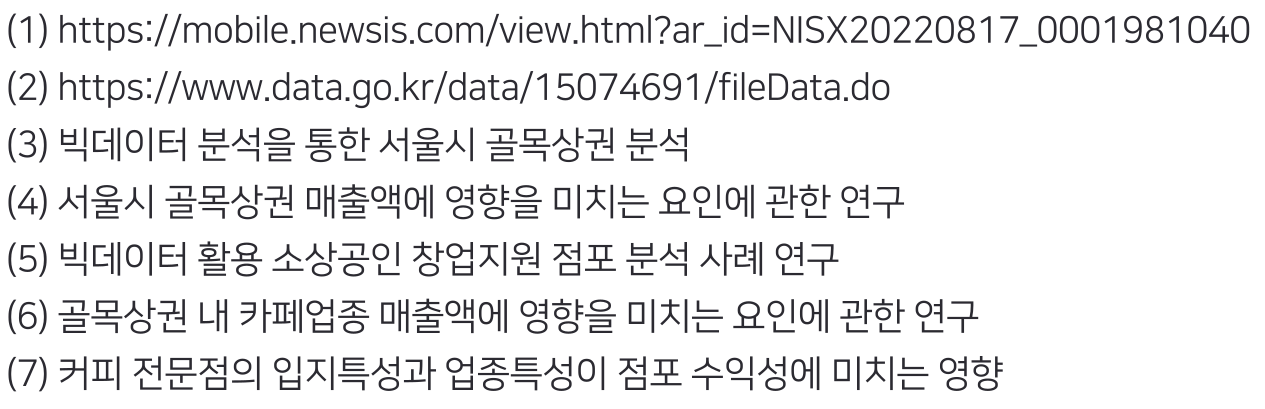 (1) https://mobile.newsis.com/view.html?ar_id=NISX20220817_0001981040
(2) https://www.data.go.kr/data/15074691/fileData.do
(3) 빅데이터 분석을 통한 서울시 골목상권 분석
(4) 서울시 골목상권 매출액에 영향을 미치는 요인에 관한 연구
(5) 빅데이터 활용 소상공인 창업지원 점포 분석 사례 연구
(6) 골목상권 내 카페업종 매출액에 영향을 미치는 요인에 관한 연구
(7) 커피 전문점의 입지특성과 업종특성이 점포 수익성에 미치는 영향